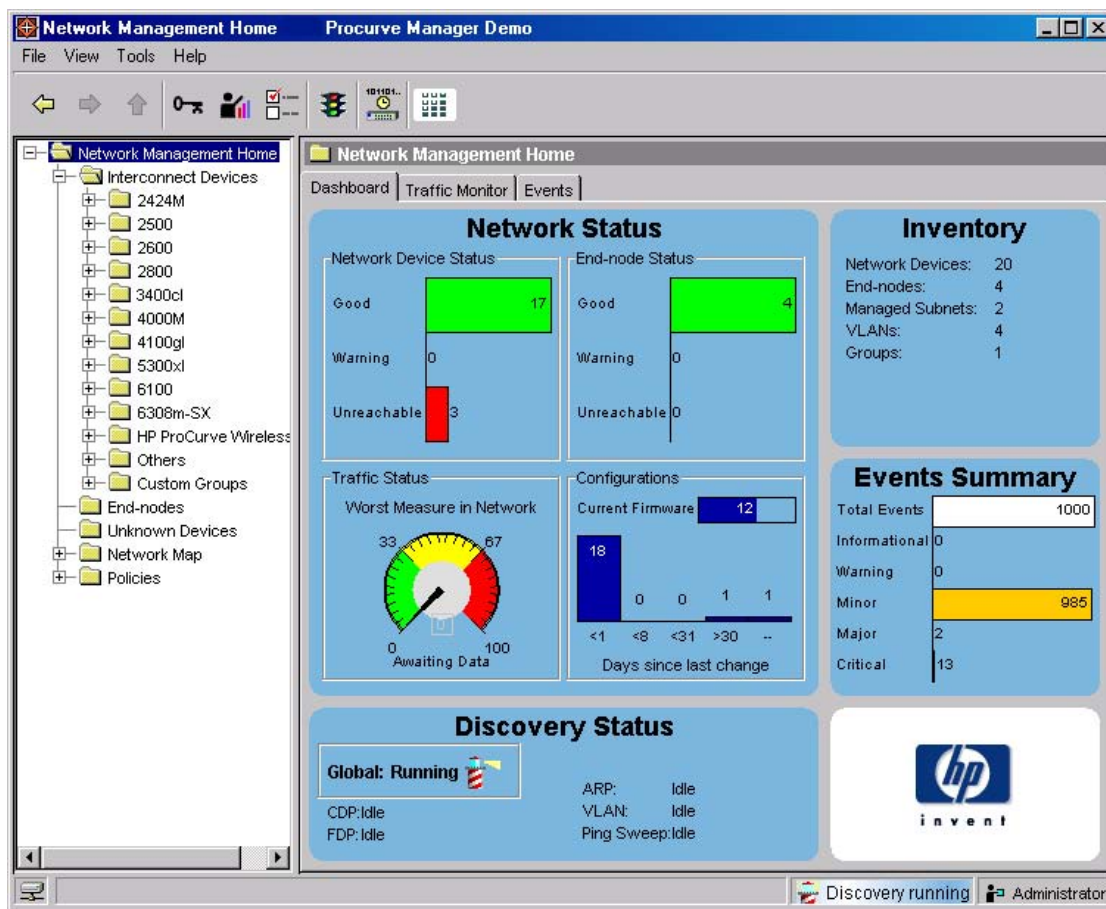 Network Management Home Procurve Manager Demo
File View Tools Help
Network Management Home
Interconnect Devices
2424M
2500
2600
2800
3400cl
4000M
4100gl
5300xl
6100
6308m-SX
HP ProCurve Wireless
Others
Custom Groups
End-nodes
Unknown Devices
Network Map
Policies
Network Management Home
Dashboard Traffic Monitor Events
Network Status
Network Device Status
Good 17
Warning 0
Unreachable 3
End-node Status
Good 4
Warning 0
Unreachable 0
Traffic Status
Worst Measure in Network
33 67
0 100
Awaiting Data
Configurations
Current Firmware 12
18 0 0 1 1
<1 <8 <31 >30 --
Days since last change
Inventory
Network Devices: 20
End-nodes: 4
Managed Subnets: 2
VLANs: 4
Groups: 1
Events Summary
Total Events 1000
Informational 0
Warning 0
Minor 985
Major 2
Critical 13
Discovery Status
Global: Running
CDP:Idle
FDP:Idle
ARP: Idle
VLAN: Idle
Ping Sweep:Idle
hp
invent
Discovery running Administrator